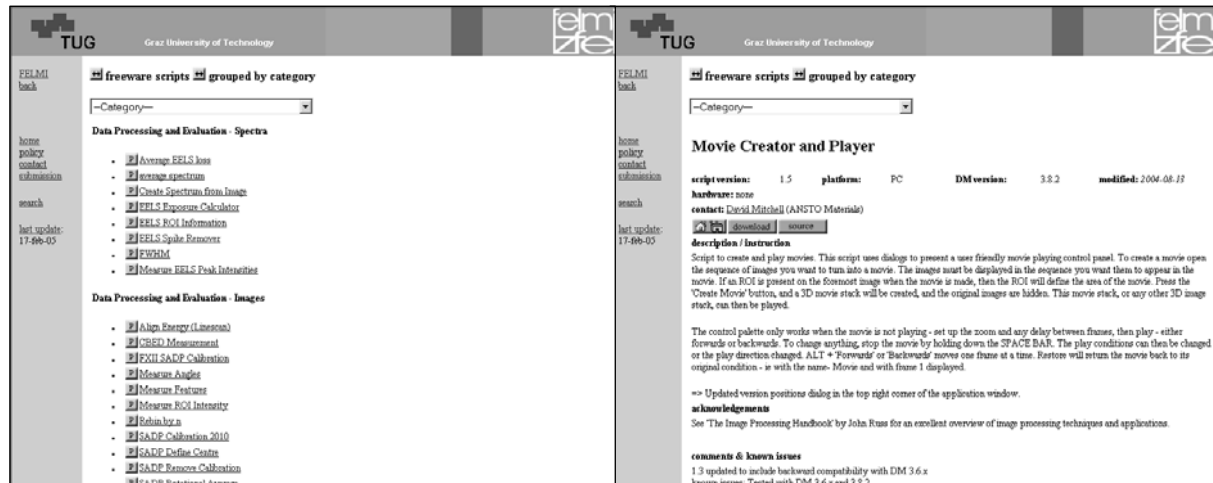 TUG
Graz University of Technology
felm
zfe
FELMI
back
home
policy
contact
submission
search
last update:
17-feb-05
freeware scripts grouped by category
--Category--
Data Processing and Evaluation - Spectra
Average EELS loss
average spectrum
Create Spectrum from Image
EELS Exposure Calculator
EELS ROI Information
EELS Spike Remover
FWHM
Measure EELS Peak Intensities
Data Processing and Evaluation - Images
Align Energy (Linescan)
CBED Measurement
FXII SADP Calibration
Measure Angles
Measure Features
Measure ROI Intensity
Rebin by n
SADP Calibration 2010
SADP Define Centre
SADP Remove Calibration
SADP Rotational Average
TUG
Graz University of Technology
felm
zfe
FELMI
back
home
policy
contact
submission
search
last update:
17-feb-05
freeware scripts grouped by category
--Category--
Movie Creator and Player
script version: 1.5 platform: PC DM version: 3.8.2 modified: 2004-08-13
hardware: none
contact: David Mitchell (ANSTO Materials)
download source
description / Instruction
Script to create and play movies. This script uses dialogs to present a user friendly movie playing control panel. To create a movie open
the sequence of images you want to turn into a movie. The images must be displayed in the sequence you want them to appear in the
movie. If an ROI is present on the foremost image when the movie is made, then the ROI will define the area of the movie. Press the
'Create Movie' button, and a 3D movie stack will be created, and the original images are hidden. This movie stack, or any other 3D image
stack, can then be played.
The control palette only works when the movie is not playing - set up the zoom and any delay between frames, then play - either
forwards or backwards. To change anything, stop the movie by holding down the SPACE BAR. The play conditions can then be changed
or the play direction changed. ALT + 'Forwards' or 'Backwards' moves one frame at a time. Restore will return the movie back to its
original condition - ie with the name- Movie and with frame 1 displayed.
=> Updated version positions dialog in the top right corner of the application window.
acknowledgements
See 'The Image Processing Handbook' by John Russ for an excellent overview of image processing techniques and applications.
comments & known issues
1.3 updated to include backward compatibility with DM 3.6.x
known issues: Tested with DM 3.6.x and 3.8.2